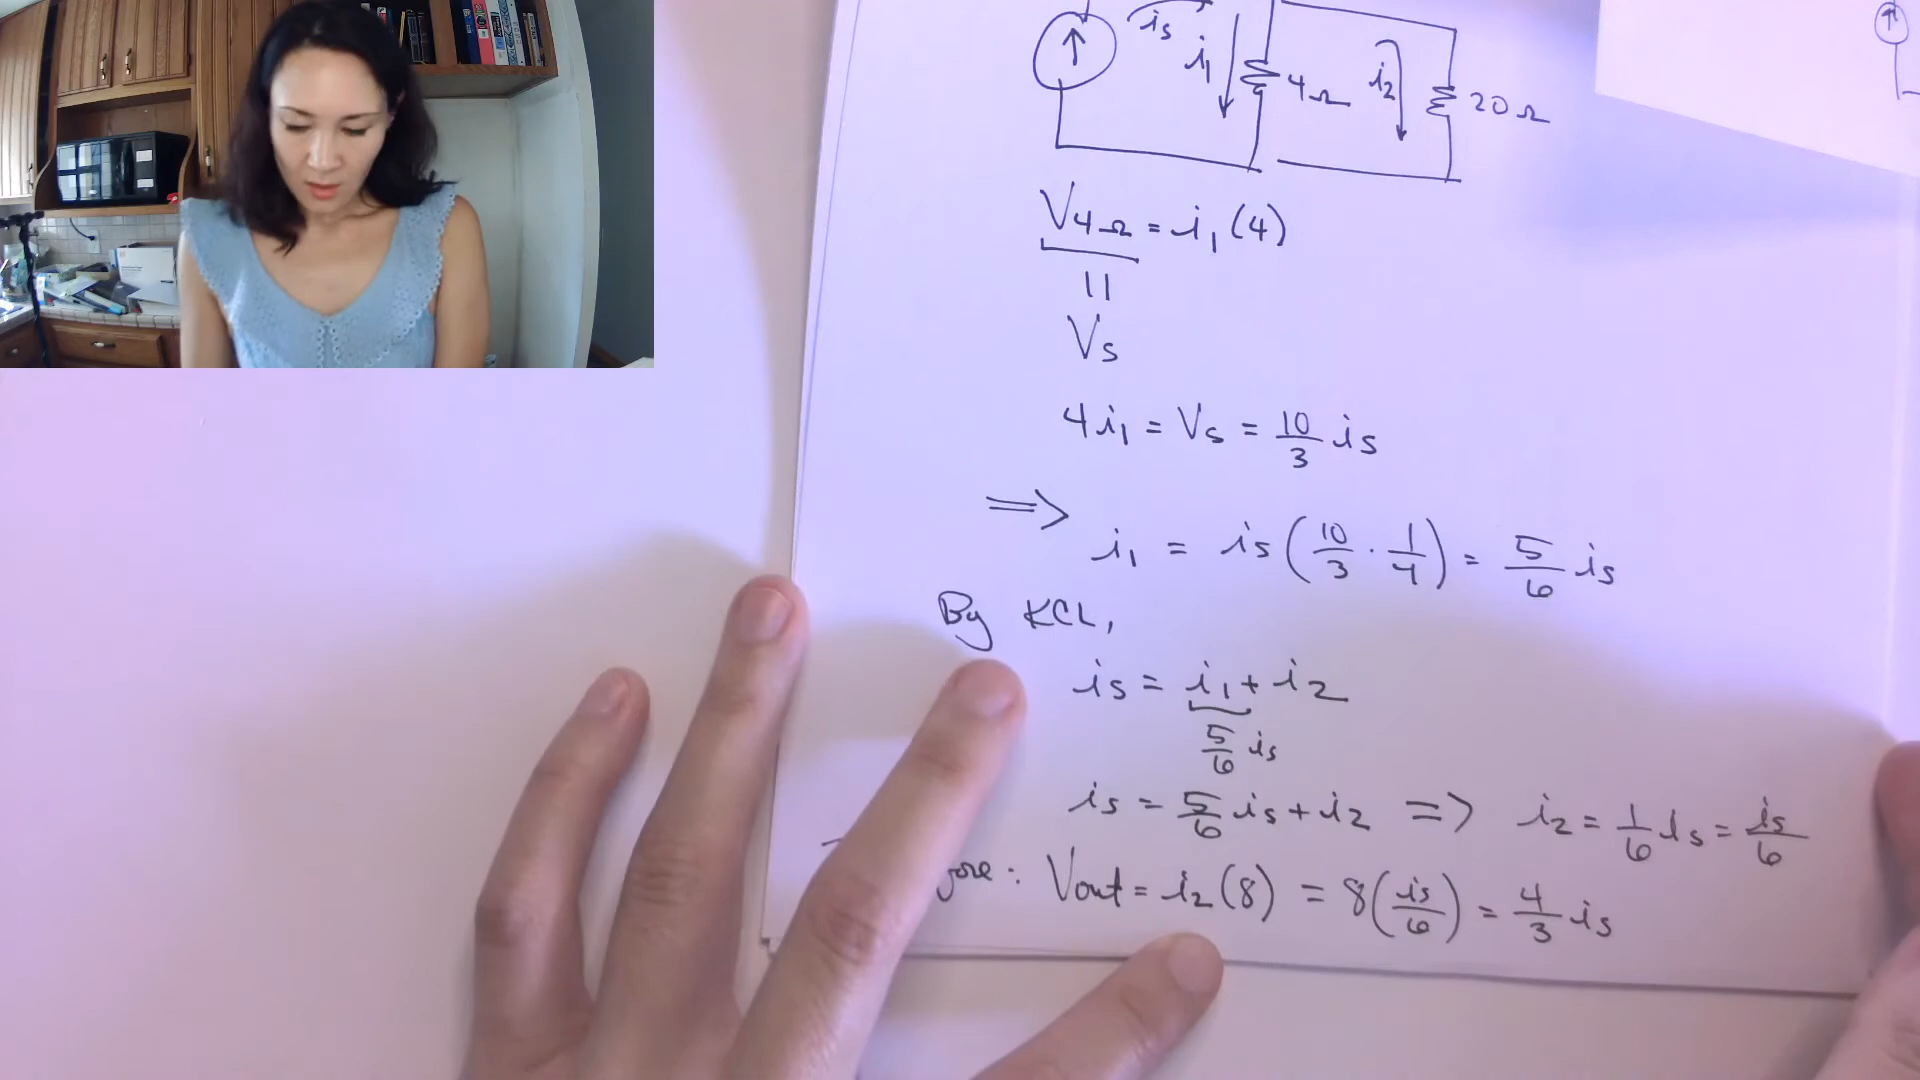 is
i₁
4Ω
i₂
20Ω
V4Ω = i₁(4)
||
Vs
4i₁ = Vs = 10/3 is
⟹
i₁ = is(10/3 · 1/4) = 5/6 is
By KCL,
is = i₁ + i₂
5/6 is
is = 5/6 is + i₂ => i₂ = 1/6 is = is/6
Vout = i₂(8) = 8(is/6) = 4/3 is